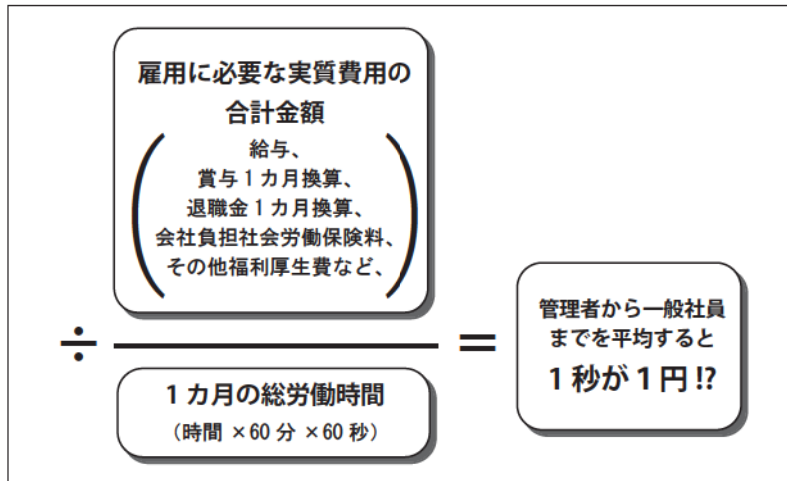 雇用に必要な実質費用の
合計金額
給与、
賞与１カ月換算、
退職金１カ月換算、
会社負担社会労働保険料、
その他福利厚生費など、
÷
＝
管理者から一般社員
までを平均すると
１秒が１円!?
１カ月の総労働時間
（時間 ×60 分 ×60 秒）